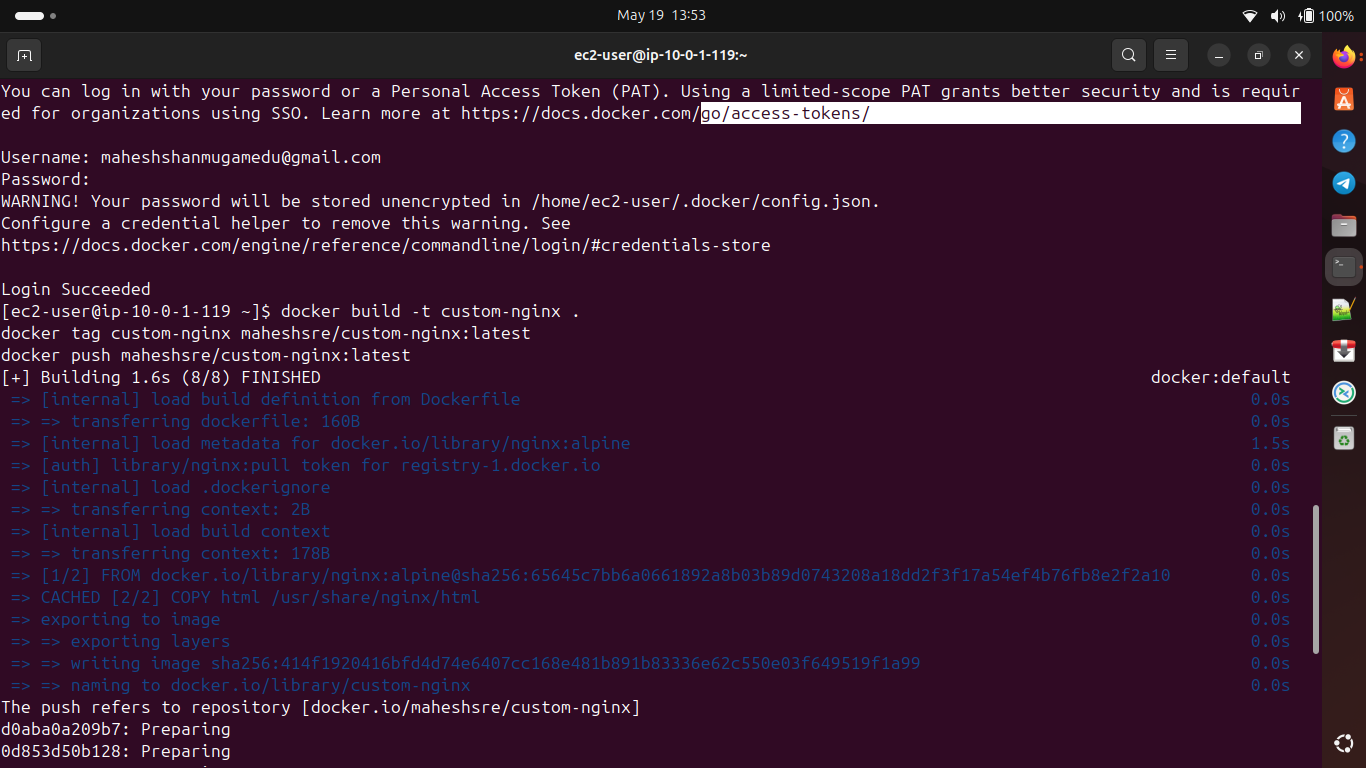 May 19 13:53
100%
ec2-user@ip-10-0-1-119:~
You can log in with your password or a Personal Access Token (PAT). Using a limited-scope PAT grants better security and is requir
ed for organizations using SSO. Learn more at https://docs.docker.com/go/access-tokens/
Username: maheshshanmugamedu@gmail.com
Password:
WARNING! Your password will be stored unencrypted in /home/ec2-user/.docker/config.json.
Configure a credential helper to remove this warning. See
https://docs.docker.com/engine/reference/commandline/login/#credentials-store
Login Succeeded
[ec2-user@ip-10-0-1-119 ~]$ docker build -t custom-nginx .
docker tag custom-nginx maheshsre/custom-nginx:latest
docker push maheshsre/custom-nginx:latest
[+] Building 1.6s (8/8) FINISHED docker:default
=> [internal] load build definition from Dockerfile 0.0s
=> => transferring dockerfile: 160B 0.0s
=> [internal] load metadata for docker.io/library/nginx:alpine 1.5s
=> [auth] library/nginx:pull token for registry-1.docker.io 0.0s
=> [internal] load .dockerignore 0.0s
=> => transferring context: 2B 0.0s
=> [internal] load build context 0.0s
=> => transferring context: 178B 0.0s
=> [1/2] FROM docker.io/library/nginx:alpine@sha256:65645c7bb6a0661892a8b03b89d0743208a18dd2f3f17a54ef4b76fb8e2f2a10 0.0s
=> CACHED [2/2] COPY html /usr/share/nginx/html 0.0s
=> exporting to image 0.0s
=> => exporting layers 0.0s
=> => writing image sha256:414f1920416bfd4d74e6407cc168e481b891b83336e62c550e03f649519f1a99 0.0s
=> => naming to docker.io/library/custom-nginx 0.0s
The push refers to repository [docker.io/maheshsre/custom-nginx]
d0aba0a209b7: Preparing
0d853d50b128: Preparing